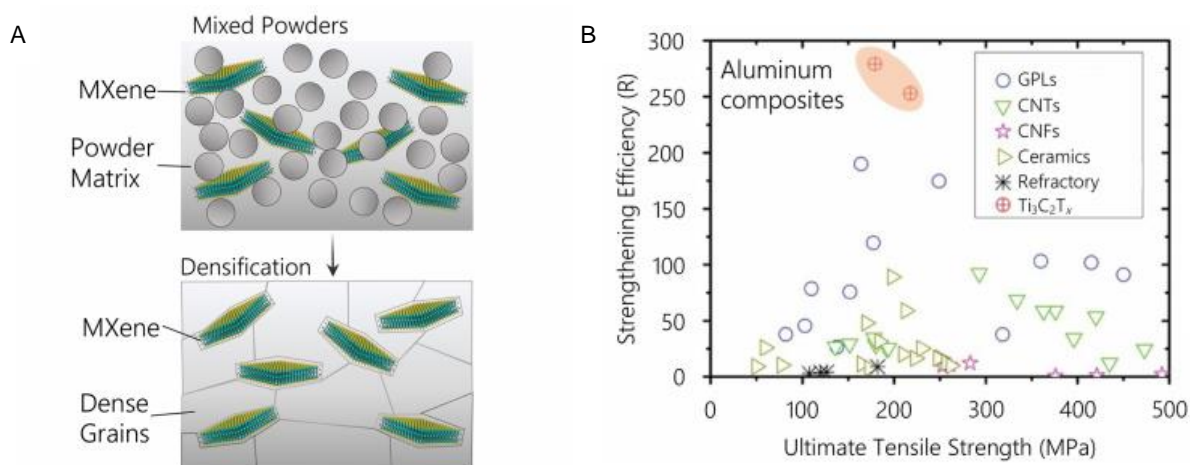 A
Mixed Powders
MXene
Powder
Matrix
Densification
MXene
Dense
Grains
B
Strengthening Efficiency (R)
300
250
200
150
100
50
0
Aluminum
composites
GPLs
CNTs
CNFs
Ceramics
Refractory
Ti₃C₂Tₓ
0 100 200 300 400 500
Ultimate Tensile Strength (MPa)